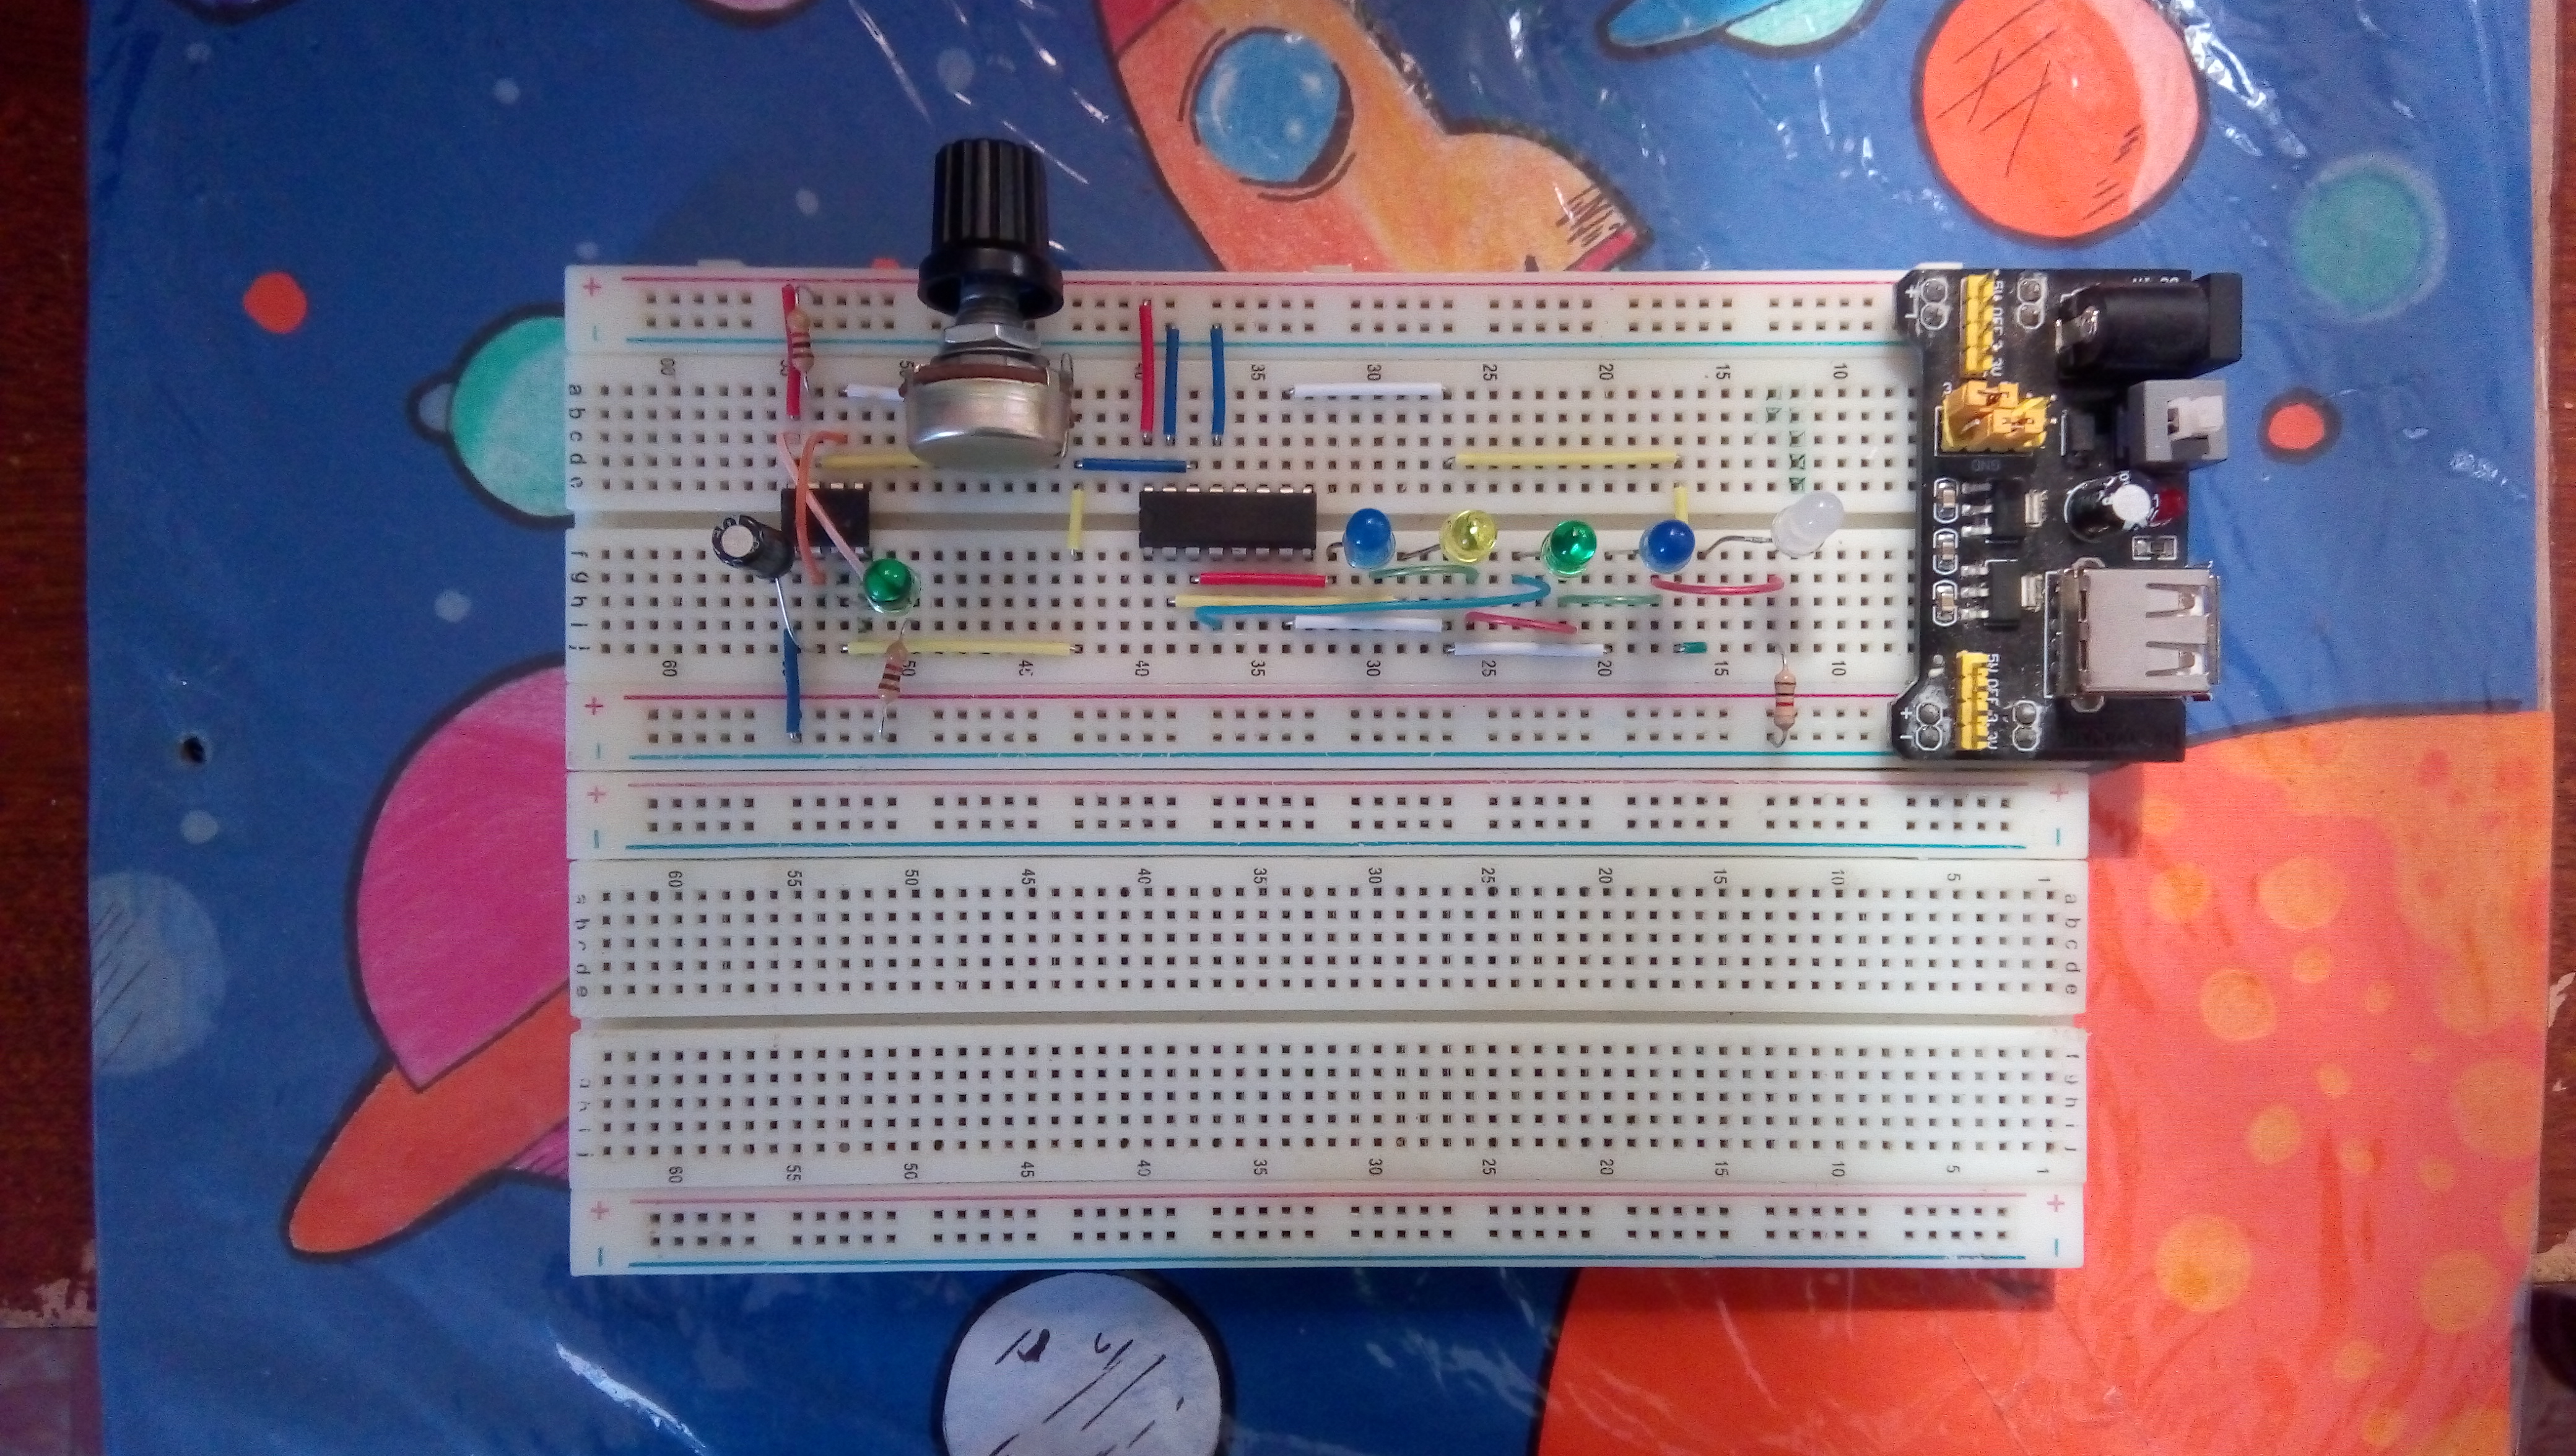 + +
- -
5V OFF 3.3V
60 50 40 35 30 25 20 15 10
a
b
c
d
e
GND
f
g
h
i
j
60 50 45 40 35 30 25 20 15 10
5V OFF 3.3V
+ +
- -
+ +
- -
60 55 50 45 40 35 30 25 20 15 10 5 1
a a
b b
c c
d d
e e
f
g
h h
i i
j j
60 55 50 45 40 35 30 25 20 15 10 5 1
+ +
- -